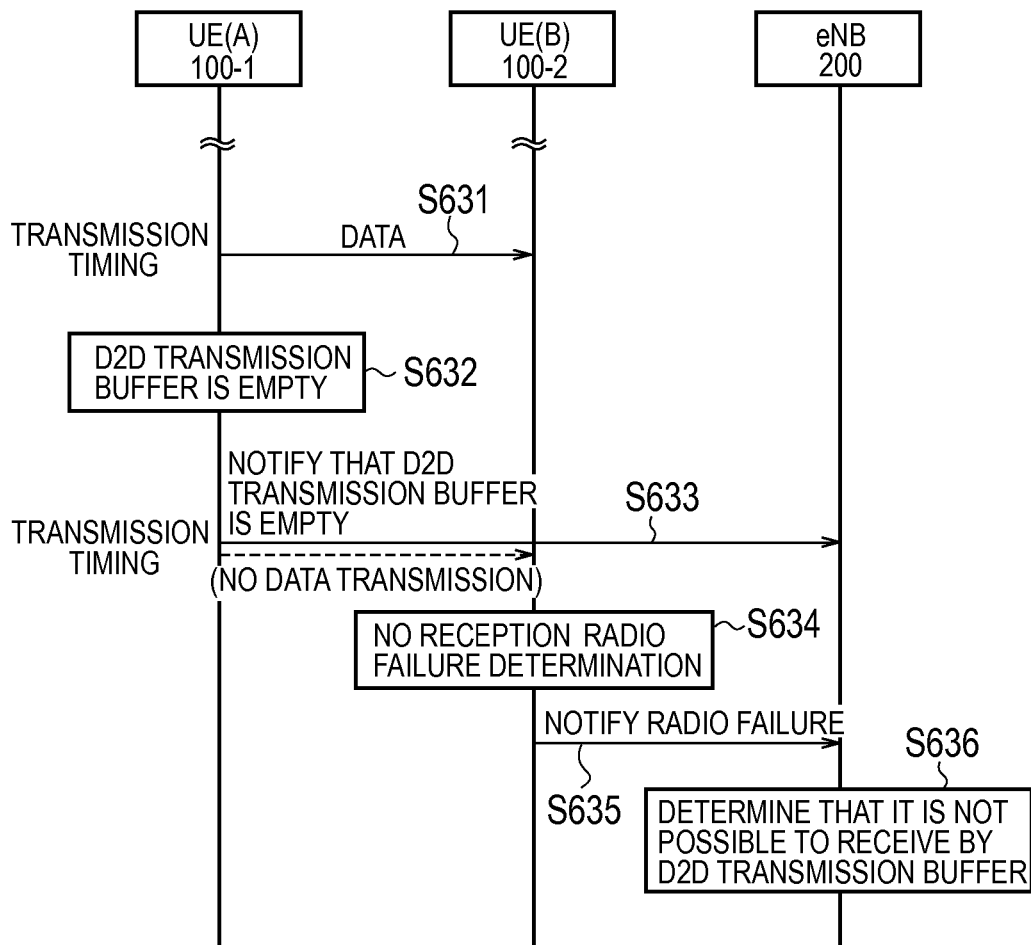 UE(A)
100-1
UE(B)
100-2
eNB
200
S631
TRANSMISSION
TIMING
DATA
D2D TRANSMISSION
BUFFER IS EMPTY
S632
NOTIFY THAT D2D
TRANSMISSION BUFFER
IS EMPTY
S633
TRANSMISSION
TIMING
(NO DATA TRANSMISSION)
NO RECEPTION RADIO
FAILURE DETERMINATION
S634
NOTIFY RADIO FAILURE
S635
S636
DETERMINE THAT IT IS NOT
POSSIBLE TO RECEIVE BY
D2D TRANSMISSION BUFFER